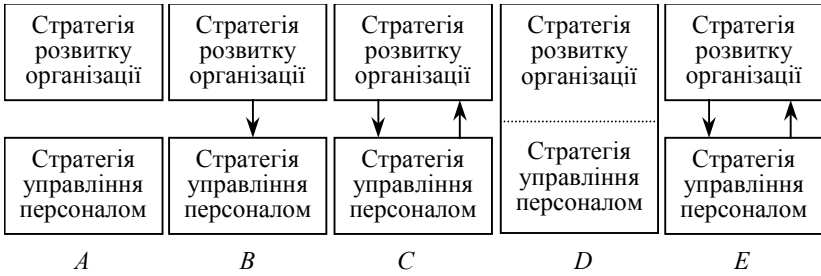 Стратегія
розвитку
організації
Стратегія
розвитку
організації
Стратегія
розвитку
організації
Стратегія
розвитку
організації
Стратегія
розвитку
організації
Стратегія
управління
персоналом
Стратегія
управління
персоналом
Стратегія
управління
персоналом
Стратегія
управління
персоналом
Стратегія
управління
персоналом
A
B
C
D
E